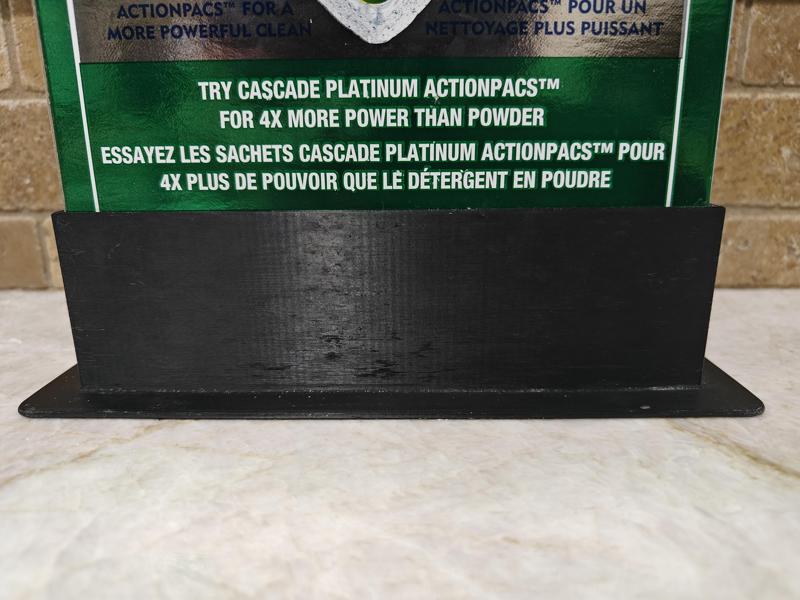 ACTIONPACS™ FOR A
MORE POWERFUL CLEAN
ACTIONPACS™ POUR UN
NETTOYAGE PLUS PUISSANT
TRY CASCADE PLATINUM ACTIONPACS™
FOR 4X MORE POWER THAN POWDER
ESSAYEZ LES SACHETS CASCADE PLATINUM ACTIONPACS™ POUR
4X PLUS DE POUVOIR QUE LE DÉTERGENT EN POUDRE